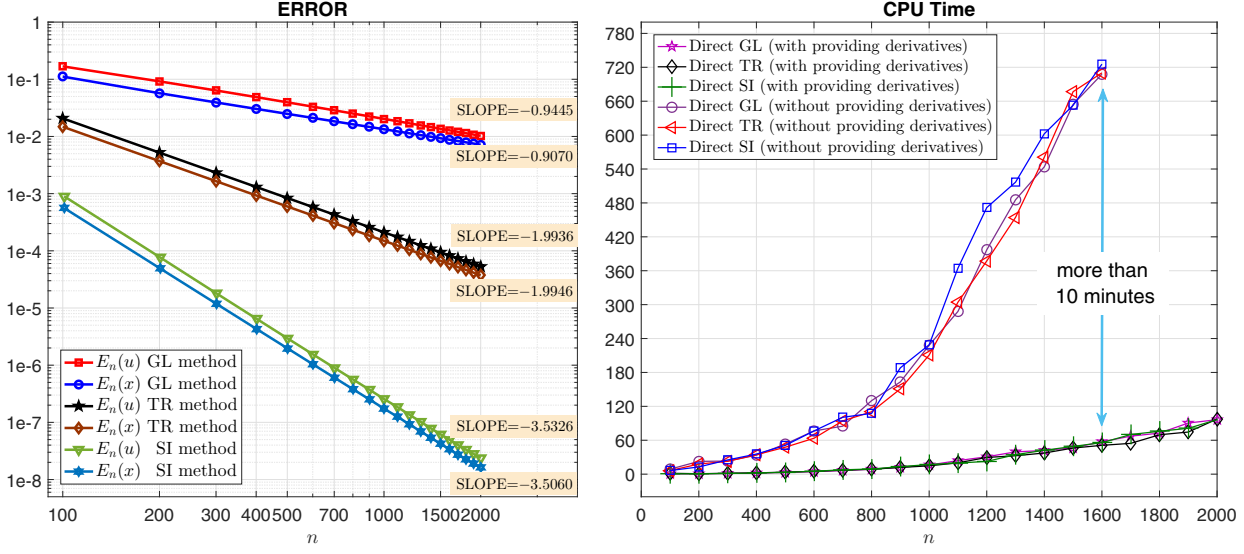 ERROR
1
1e-1
1e-2
1e-3
1e-4
1e-5
1e-6
1e-7
1e-8
SLOPE=−0.9445
SLOPE=−0.9070
SLOPE=−1.9936
SLOPE=−1.9946
SLOPE=−3.5326
SLOPE=−3.5060
E_n(u) GL method
E_n(x) GL method
E_n(u) TR method
E_n(x) TR method
E_n(u) SI method
E_n(x) SI method
100 200 300 400 500 700 1000 1500 2000
n
CPU Time
780
720
660
600
540
480
420
360
300
240
180
120
60
0
Direct GL (with providing derivatives)
Direct TR (with providing derivatives)
Direct SI (with providing derivatives)
Direct GL (without providing derivatives)
Direct TR (without providing derivatives)
Direct SI (without providing derivatives)
more than
10 minutes
0 200 400 600 800 1000 1200 1400 1600 1800 2000
n